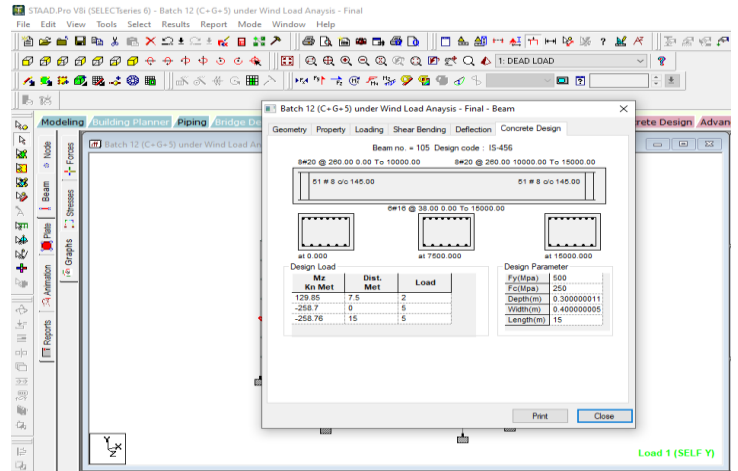 STAAD.Pro V8i (SELECTseries 6) - Batch 12 (C+G+5) under Wind Load Anaysis - Final
File Edit View Tools Select Results Report Mode Window Help
1: DEAD LOAD
Modeling Building Planner Piping Bridge De
rete Design Advan
Batch 12 (C+G+5) under Wind Load An
Node
Beam
Plate
Animation
Reports
Forces
Stresses
Graphs
Batch 12 (C+G+5) under Wind Load Anaysis - Final - Beam
Geometry Property Loading Shear Bending Deflection Concrete Design
Beam no. = 105 Design code : IS-456
8#20 @ 260.00 0.00 To 10000.00 8#20 @ 260.00 10000.00 To 15000.00
51 # 8 c/c 145.00 51 # 8 c/c 145.00
6#16 @ 38.00 0.00 To 15000.00
at 0.000 at 7500.000 at 15000.000
Design Load
Mz Kn Met Dist. Met Load
129.85 7.5 2
-258.7 0 5
-258.76 15 5
Design Parameter
Fy(Mpa) 500
Fc(Mpa) 250
Depth(m) 0.300000011
Width(m) 0.400000005
Length(m) 15
Print Close
Y
X
Z
Load 1 (SELF Y)